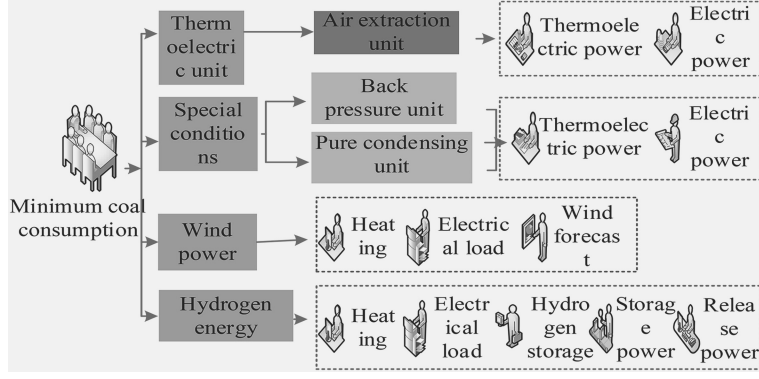 Therm
oelectri
c unit
Air extraction
unit
Thermoele
ctric power
Electri
c
power
Special
conditio
ns
Back
pressure unit
Pure condensing
unit
Thermoelec
tric power
Electri
c
power
Minimum coal
consumption
Wind
power
Heat
ing
Electric
al load
Wind
forecas
t
Hydrogen
energy
Heat
ing
Electr
ical
load
Hydro
gen
storage
Storag
e
power
Relea
se
power